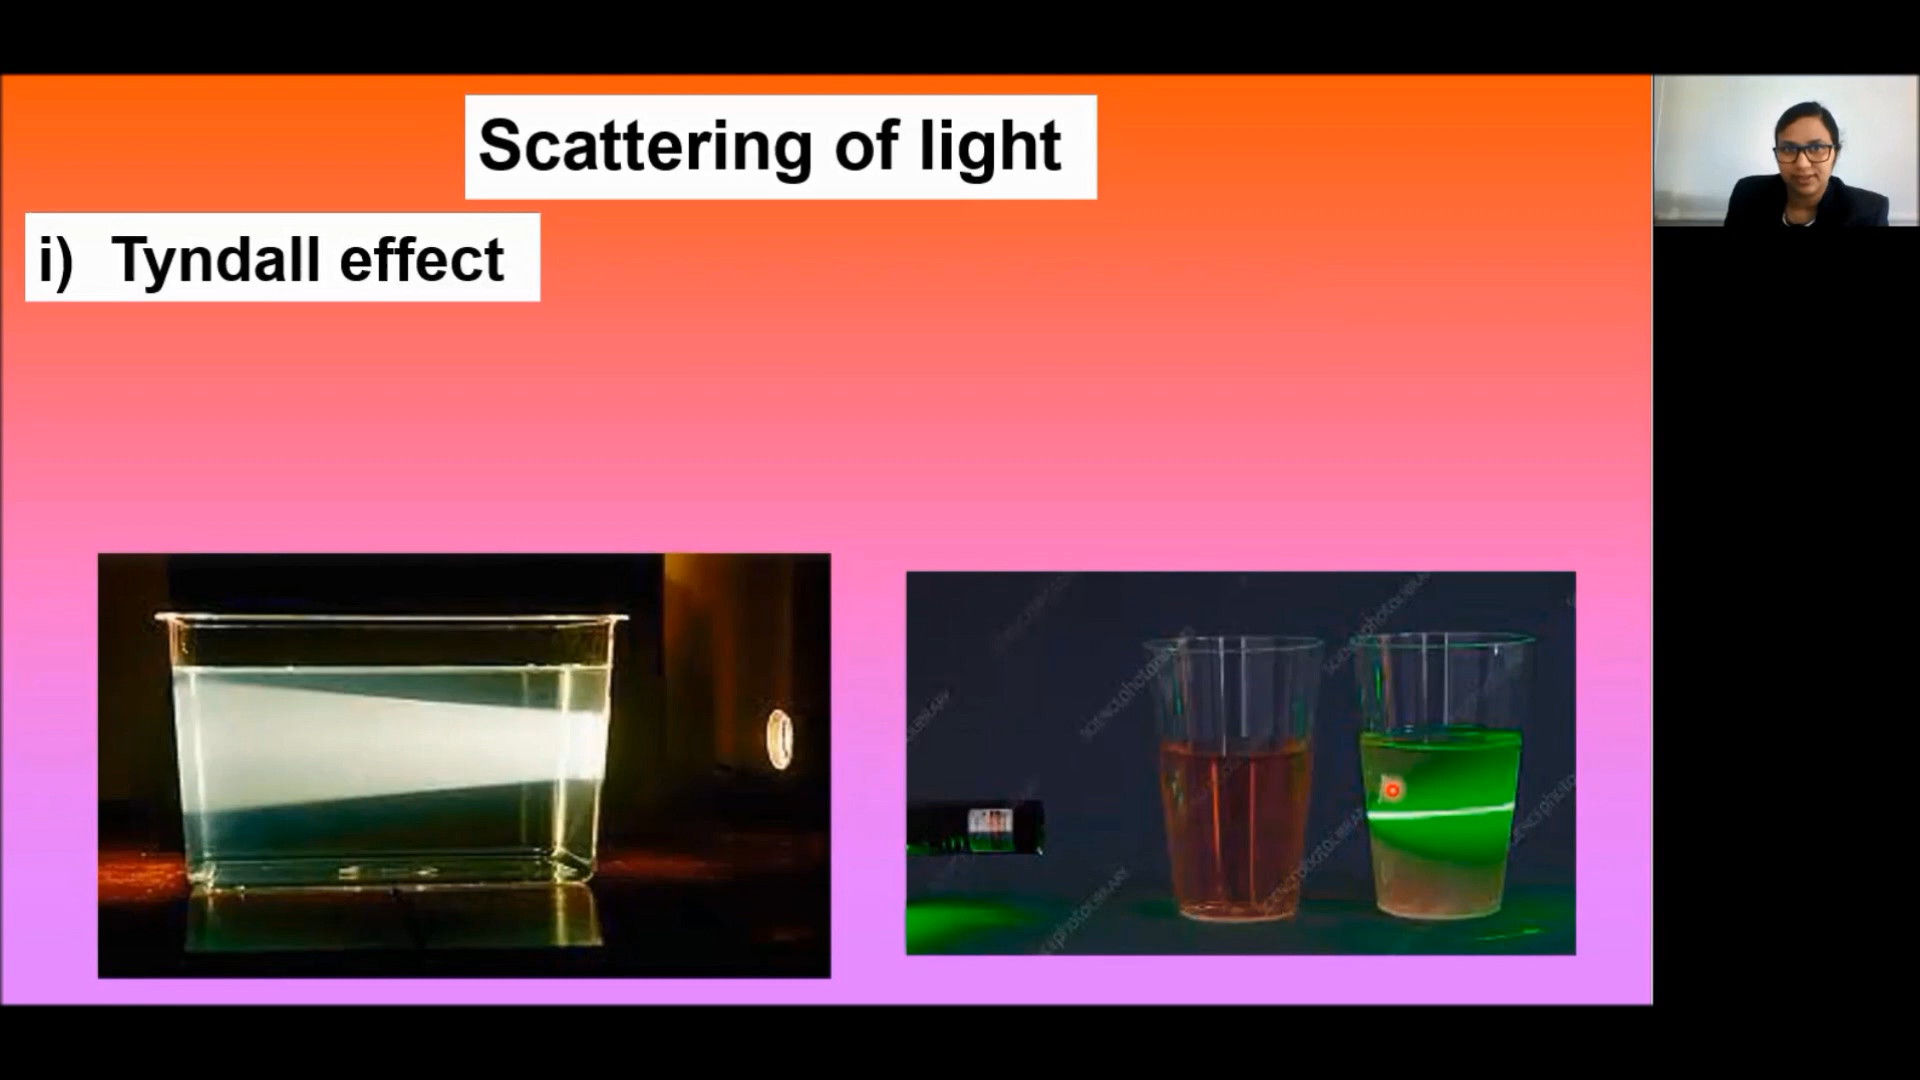 Scattering of light
i) Tyndall effect